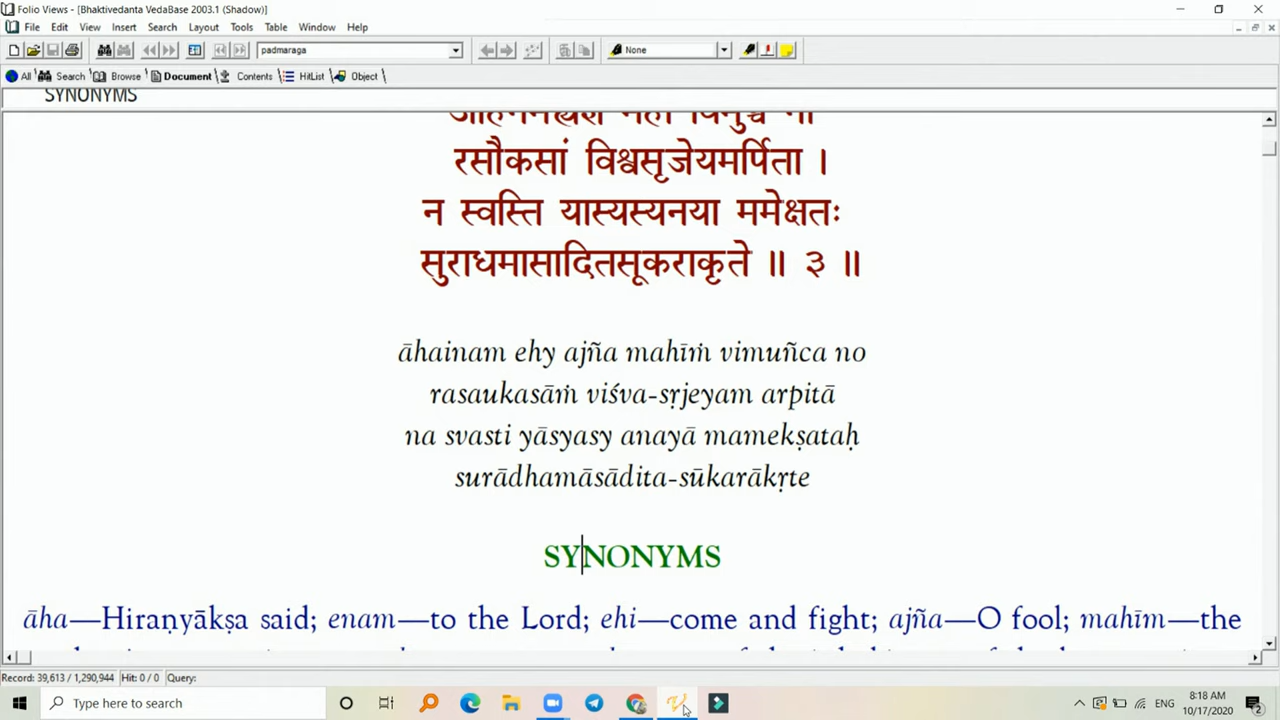 Folio Views - [Bhaktivedanta VedaBase 2003.1 (Shadow)]
File Edit View Insert Search Layout Tools Table Window Help
padmaraga None
All Search Browse Document Contents HitList Object
SYNONYMS
रसौकसां विश्वसृजेयमर्पिता ।
न स्वस्ति यास्यस्यनया ममेक्षतः
सुराधमासादितसूकराकृते ॥ ३ ॥
āhainam ehy ajña mahīṁ vimuñca no
rasaukasāṁ viśva-sṛjeyam arpitā
na svasti yāsyasy anayā mamekṣataḥ
surādhamāsādita-sūkarākṛte
SYNONYMS
āha—Hiraṇyākṣa said; enam—to the Lord; ehi—come and fight; ajña—O fool; mahīm—the
Record: 39,613 / 1,290,944 Hit: 0 / 0 Query:
Type here to search
ENG
8:18 AM
10/17/2020
2